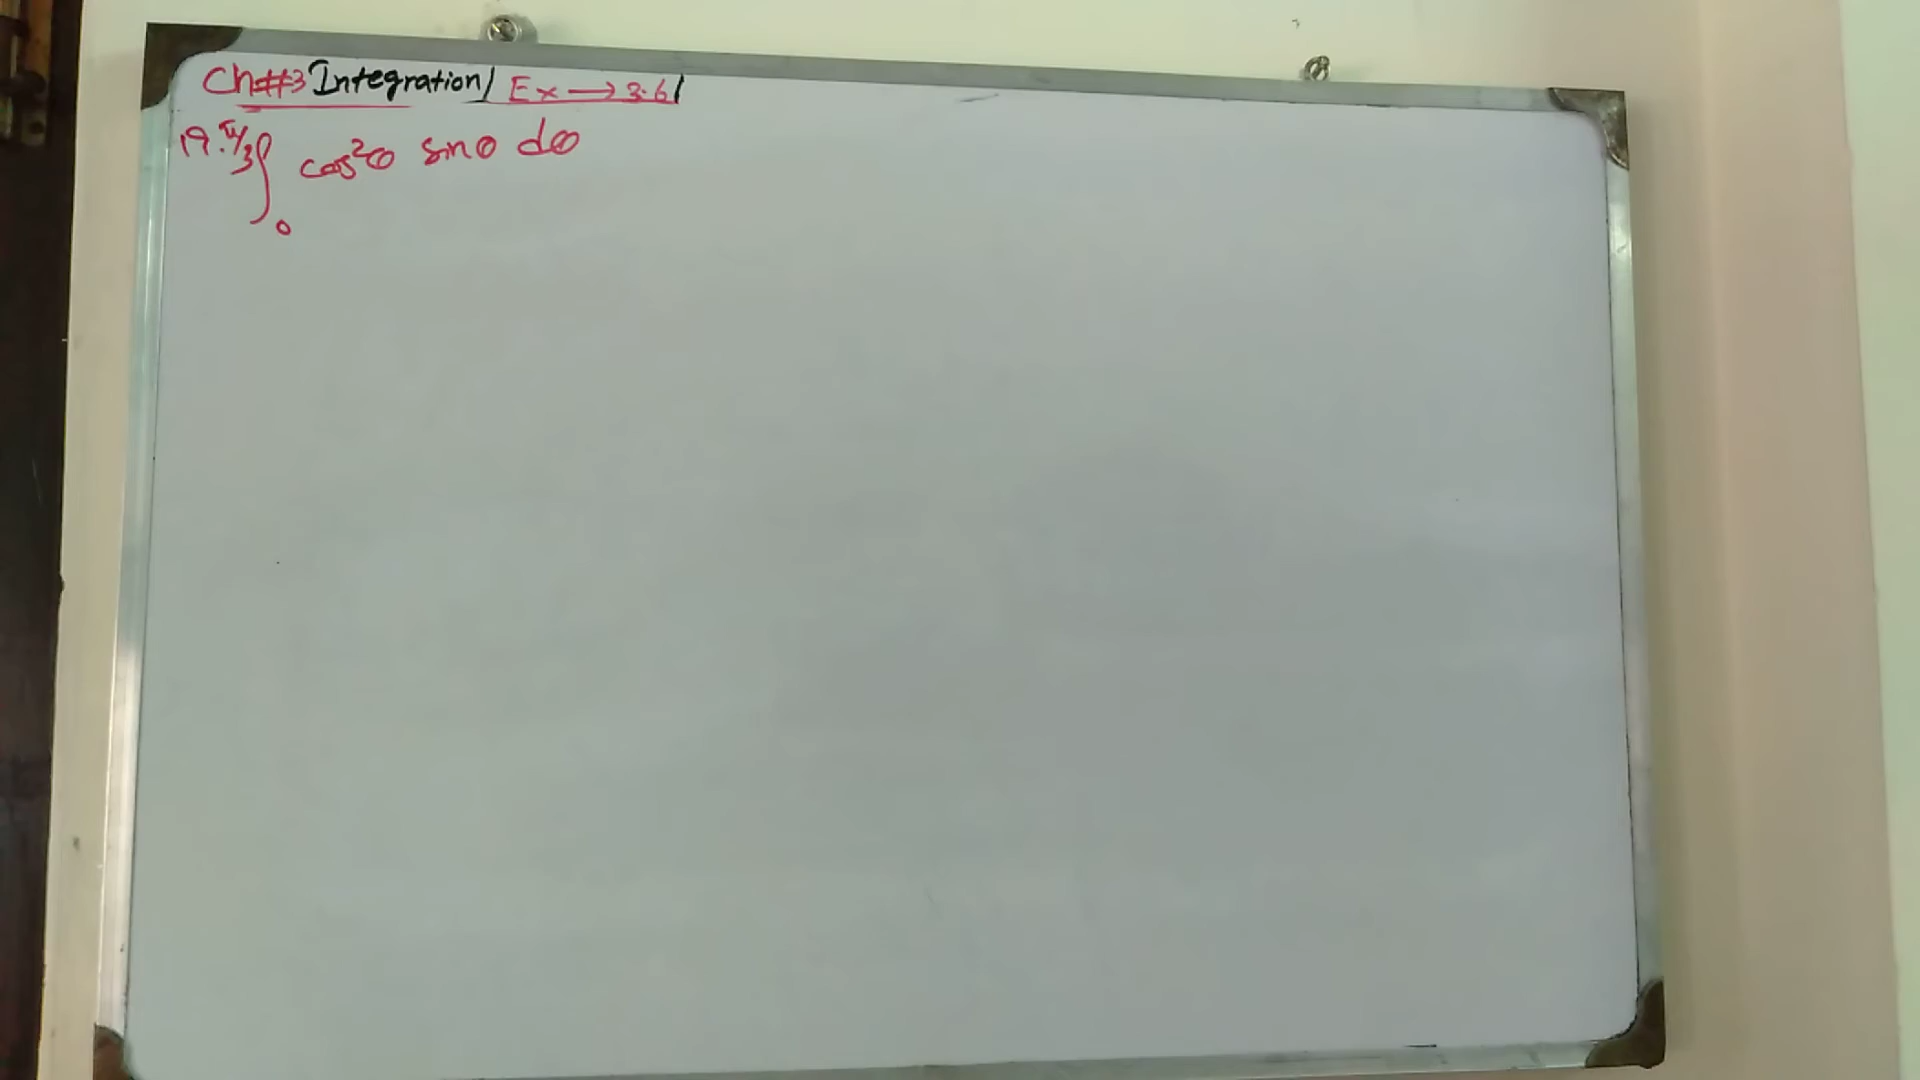 Ch#3 Integration/ Ex → 3.6/
19. π/3∫0 cos²θ sinθ dθ